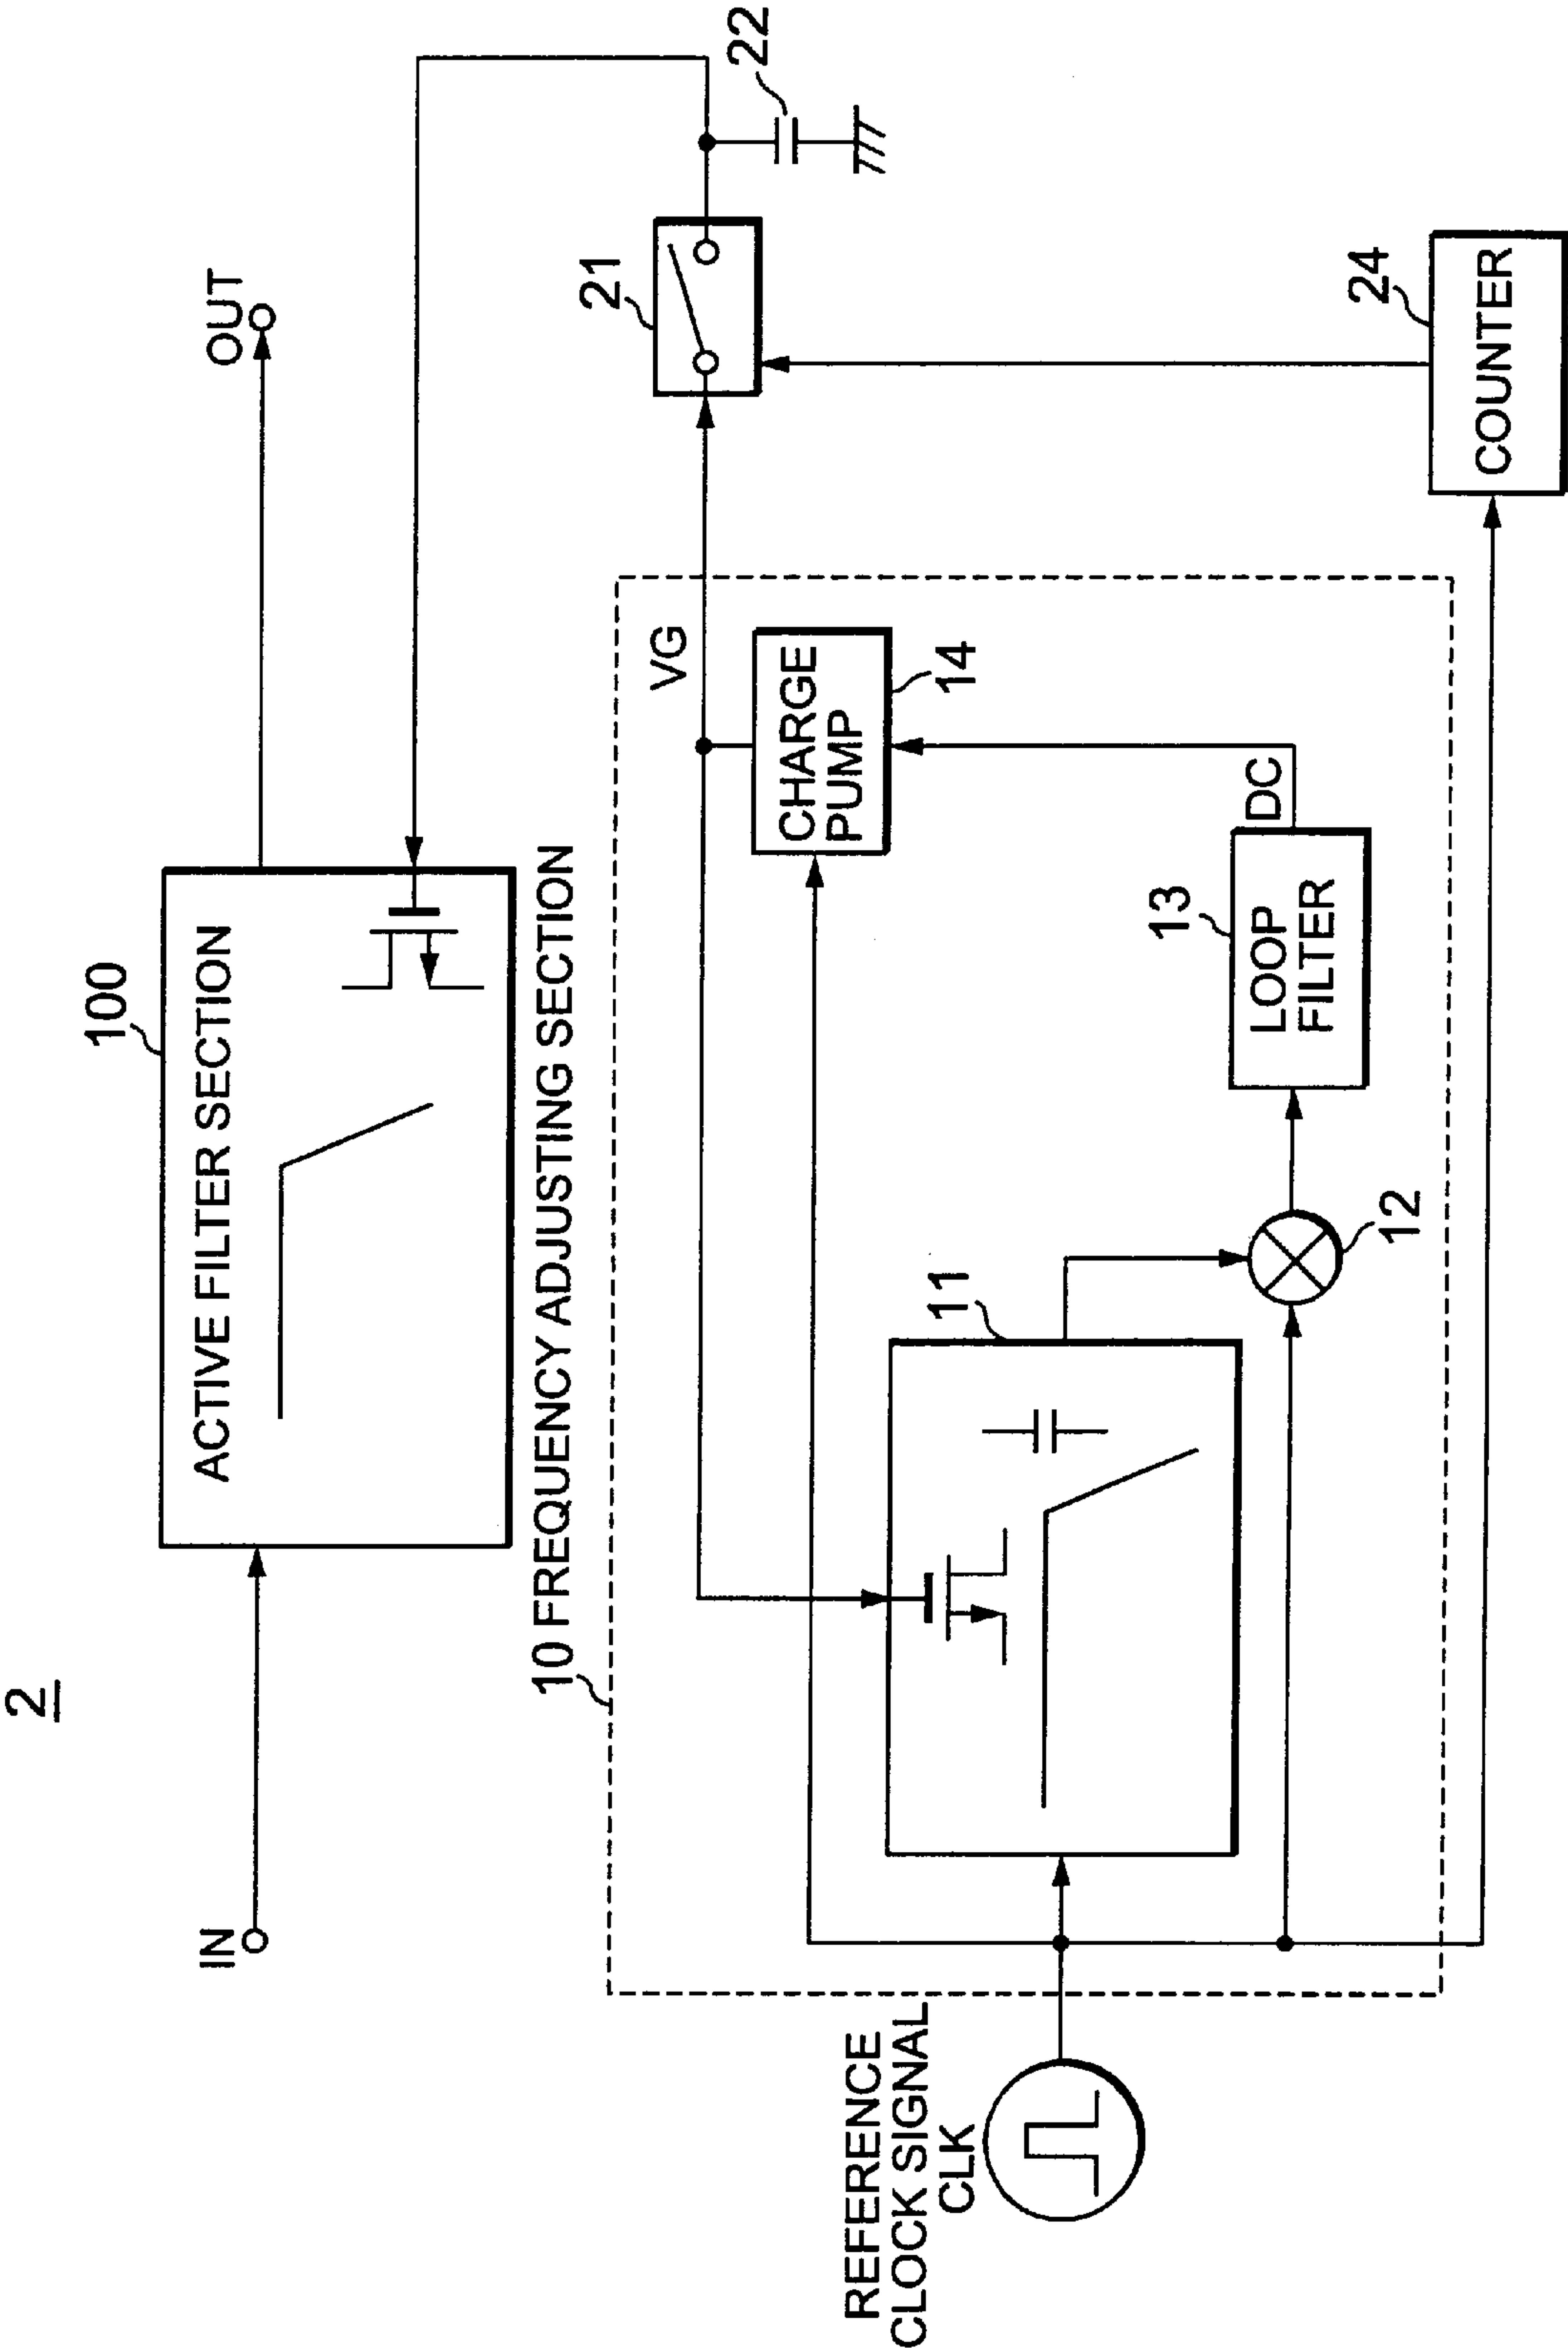 2
IN
OUT
100
ACTIVE FILTER SECTION
10 FREQUENCY ADJUSTING SECTION
VG
21
22
CHARGE
PUMP
14
11
12
13
LOOP
FILTER
DC
24
COUNTER
REFERENCE
CLOCK SIGNAL
CLK